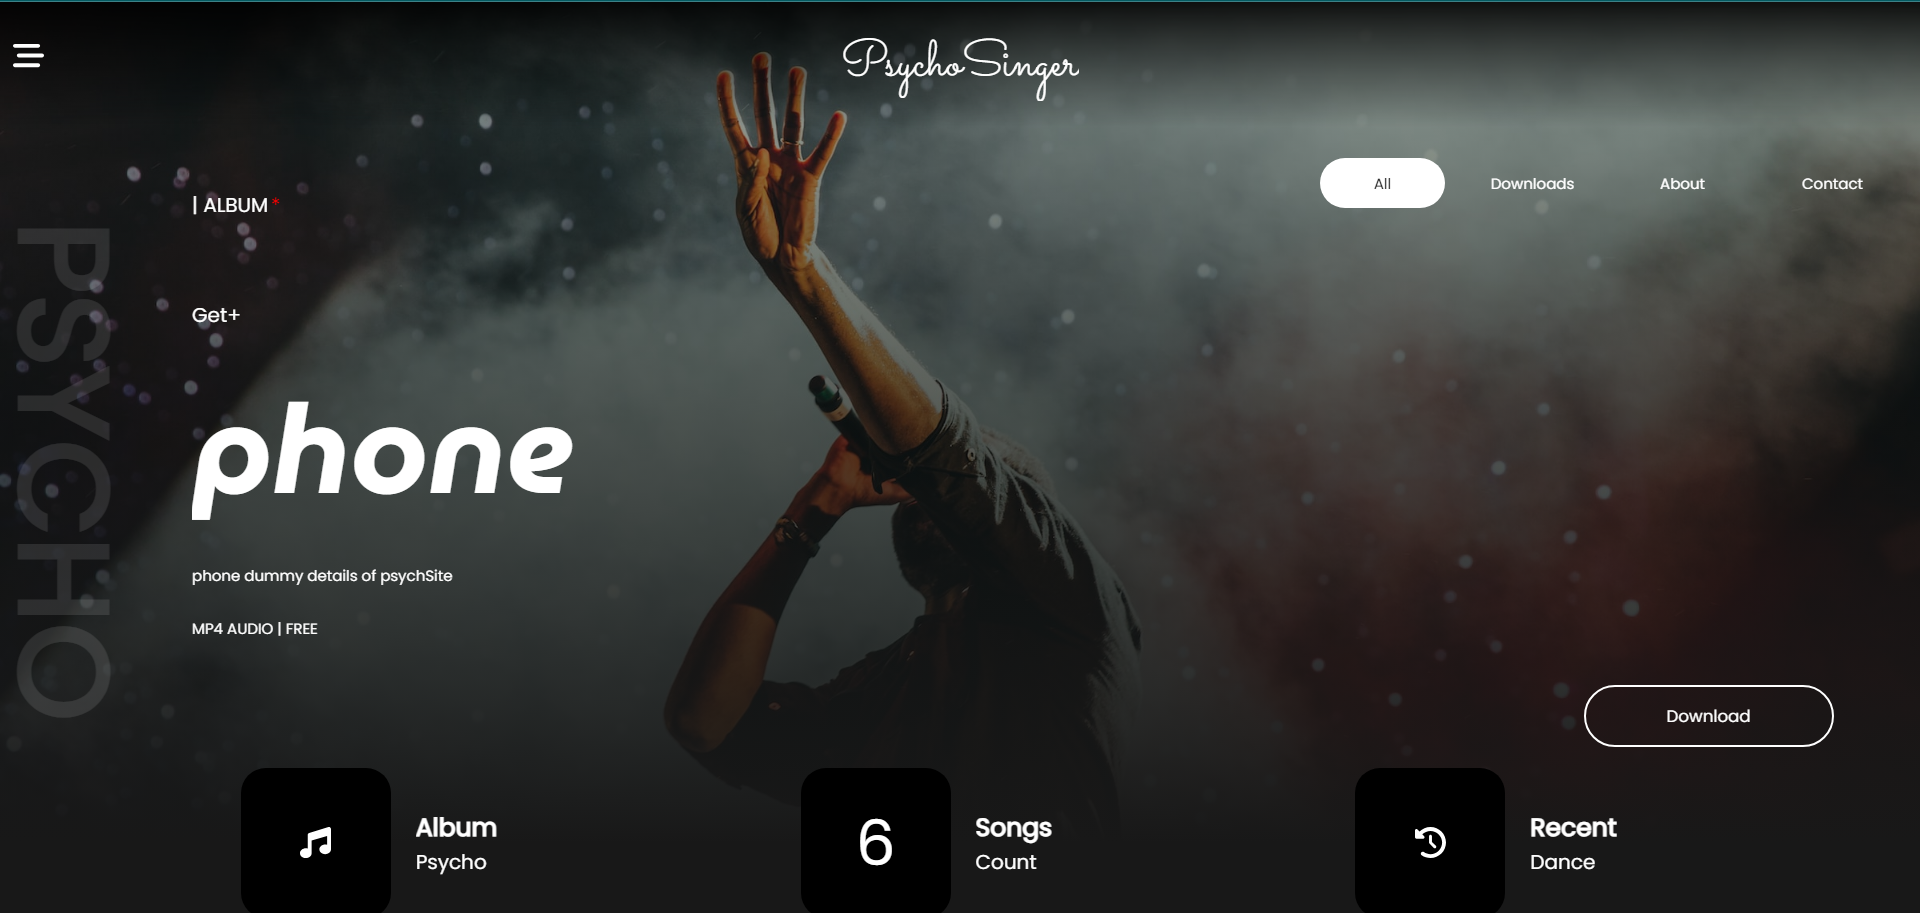 PsychoSinger
All
Downloads
About
Contact
| ALBUM *
PSYCHO
Get+
phone
phone dummy details of psychSite
MP4 AUDIO | FREE
Download
Album
Psycho
6
Songs
Count
Recent
Dance